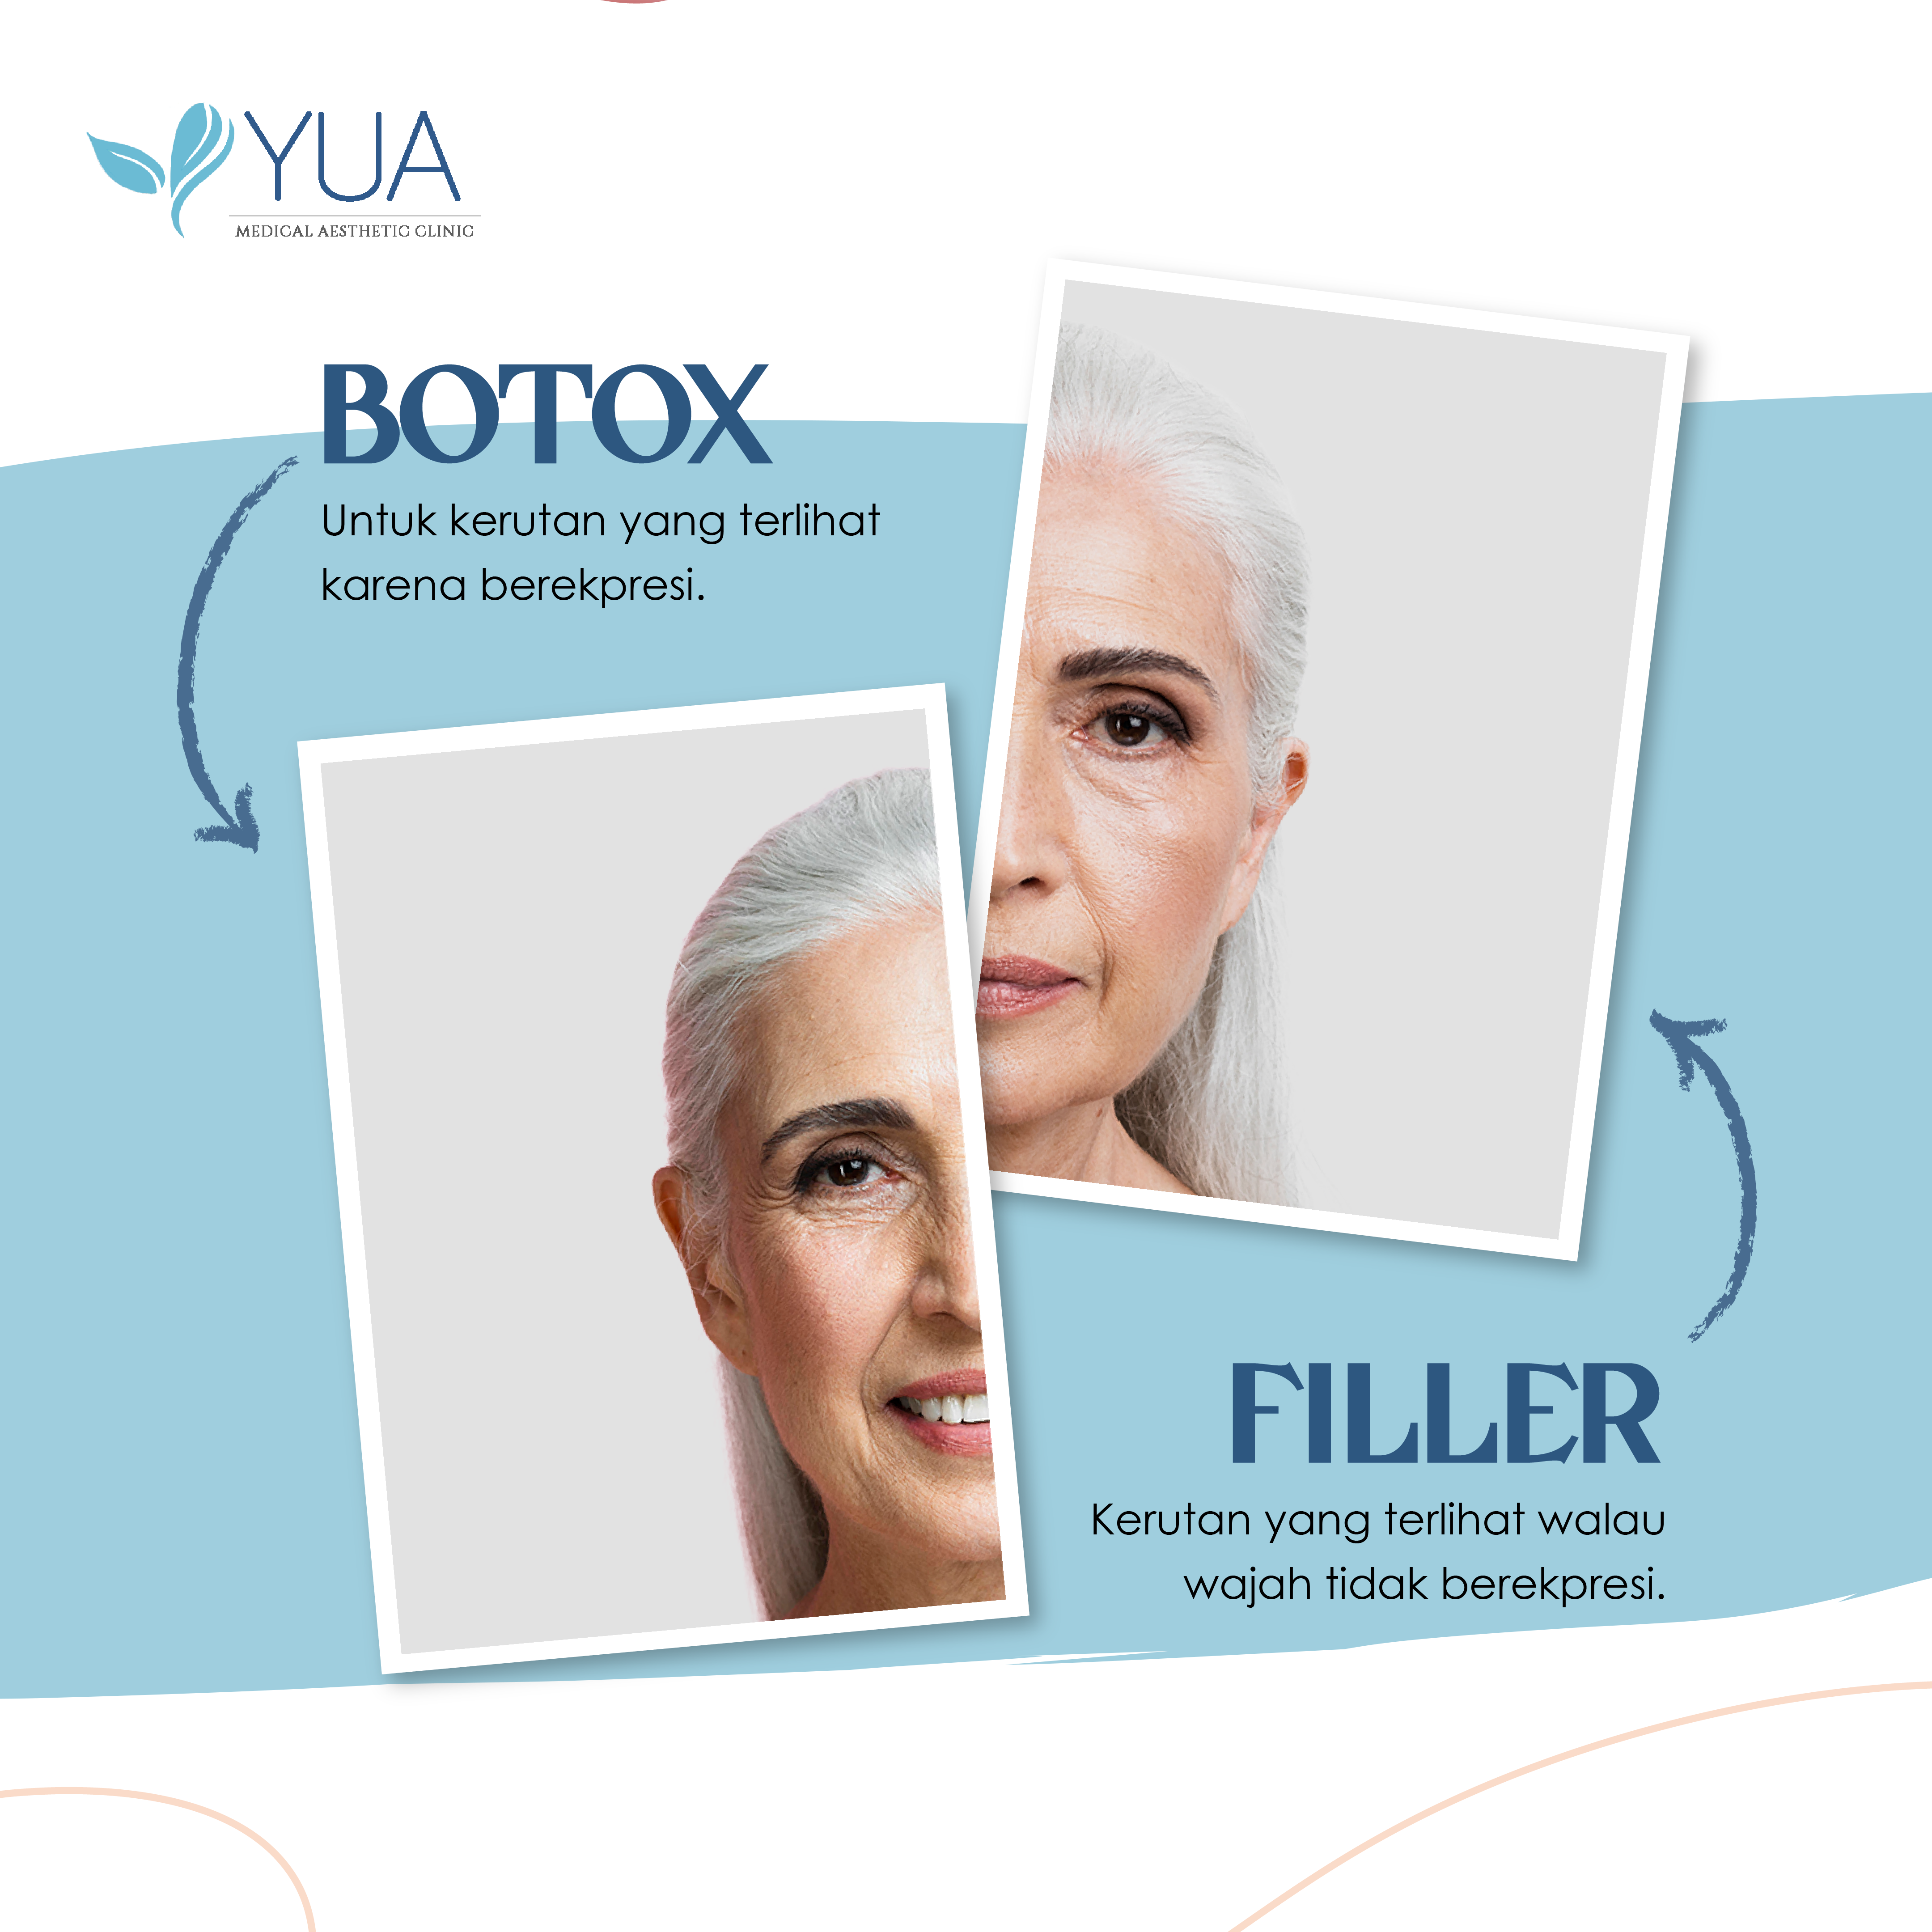 YUA
MEDICAL AESTHETIC CLINIC
BOTOX
Untuk kerutan yang terlihat
karena berekpresi.
FILLER
Kerutan yang terlihat walau
wajah tidak berekpresi.